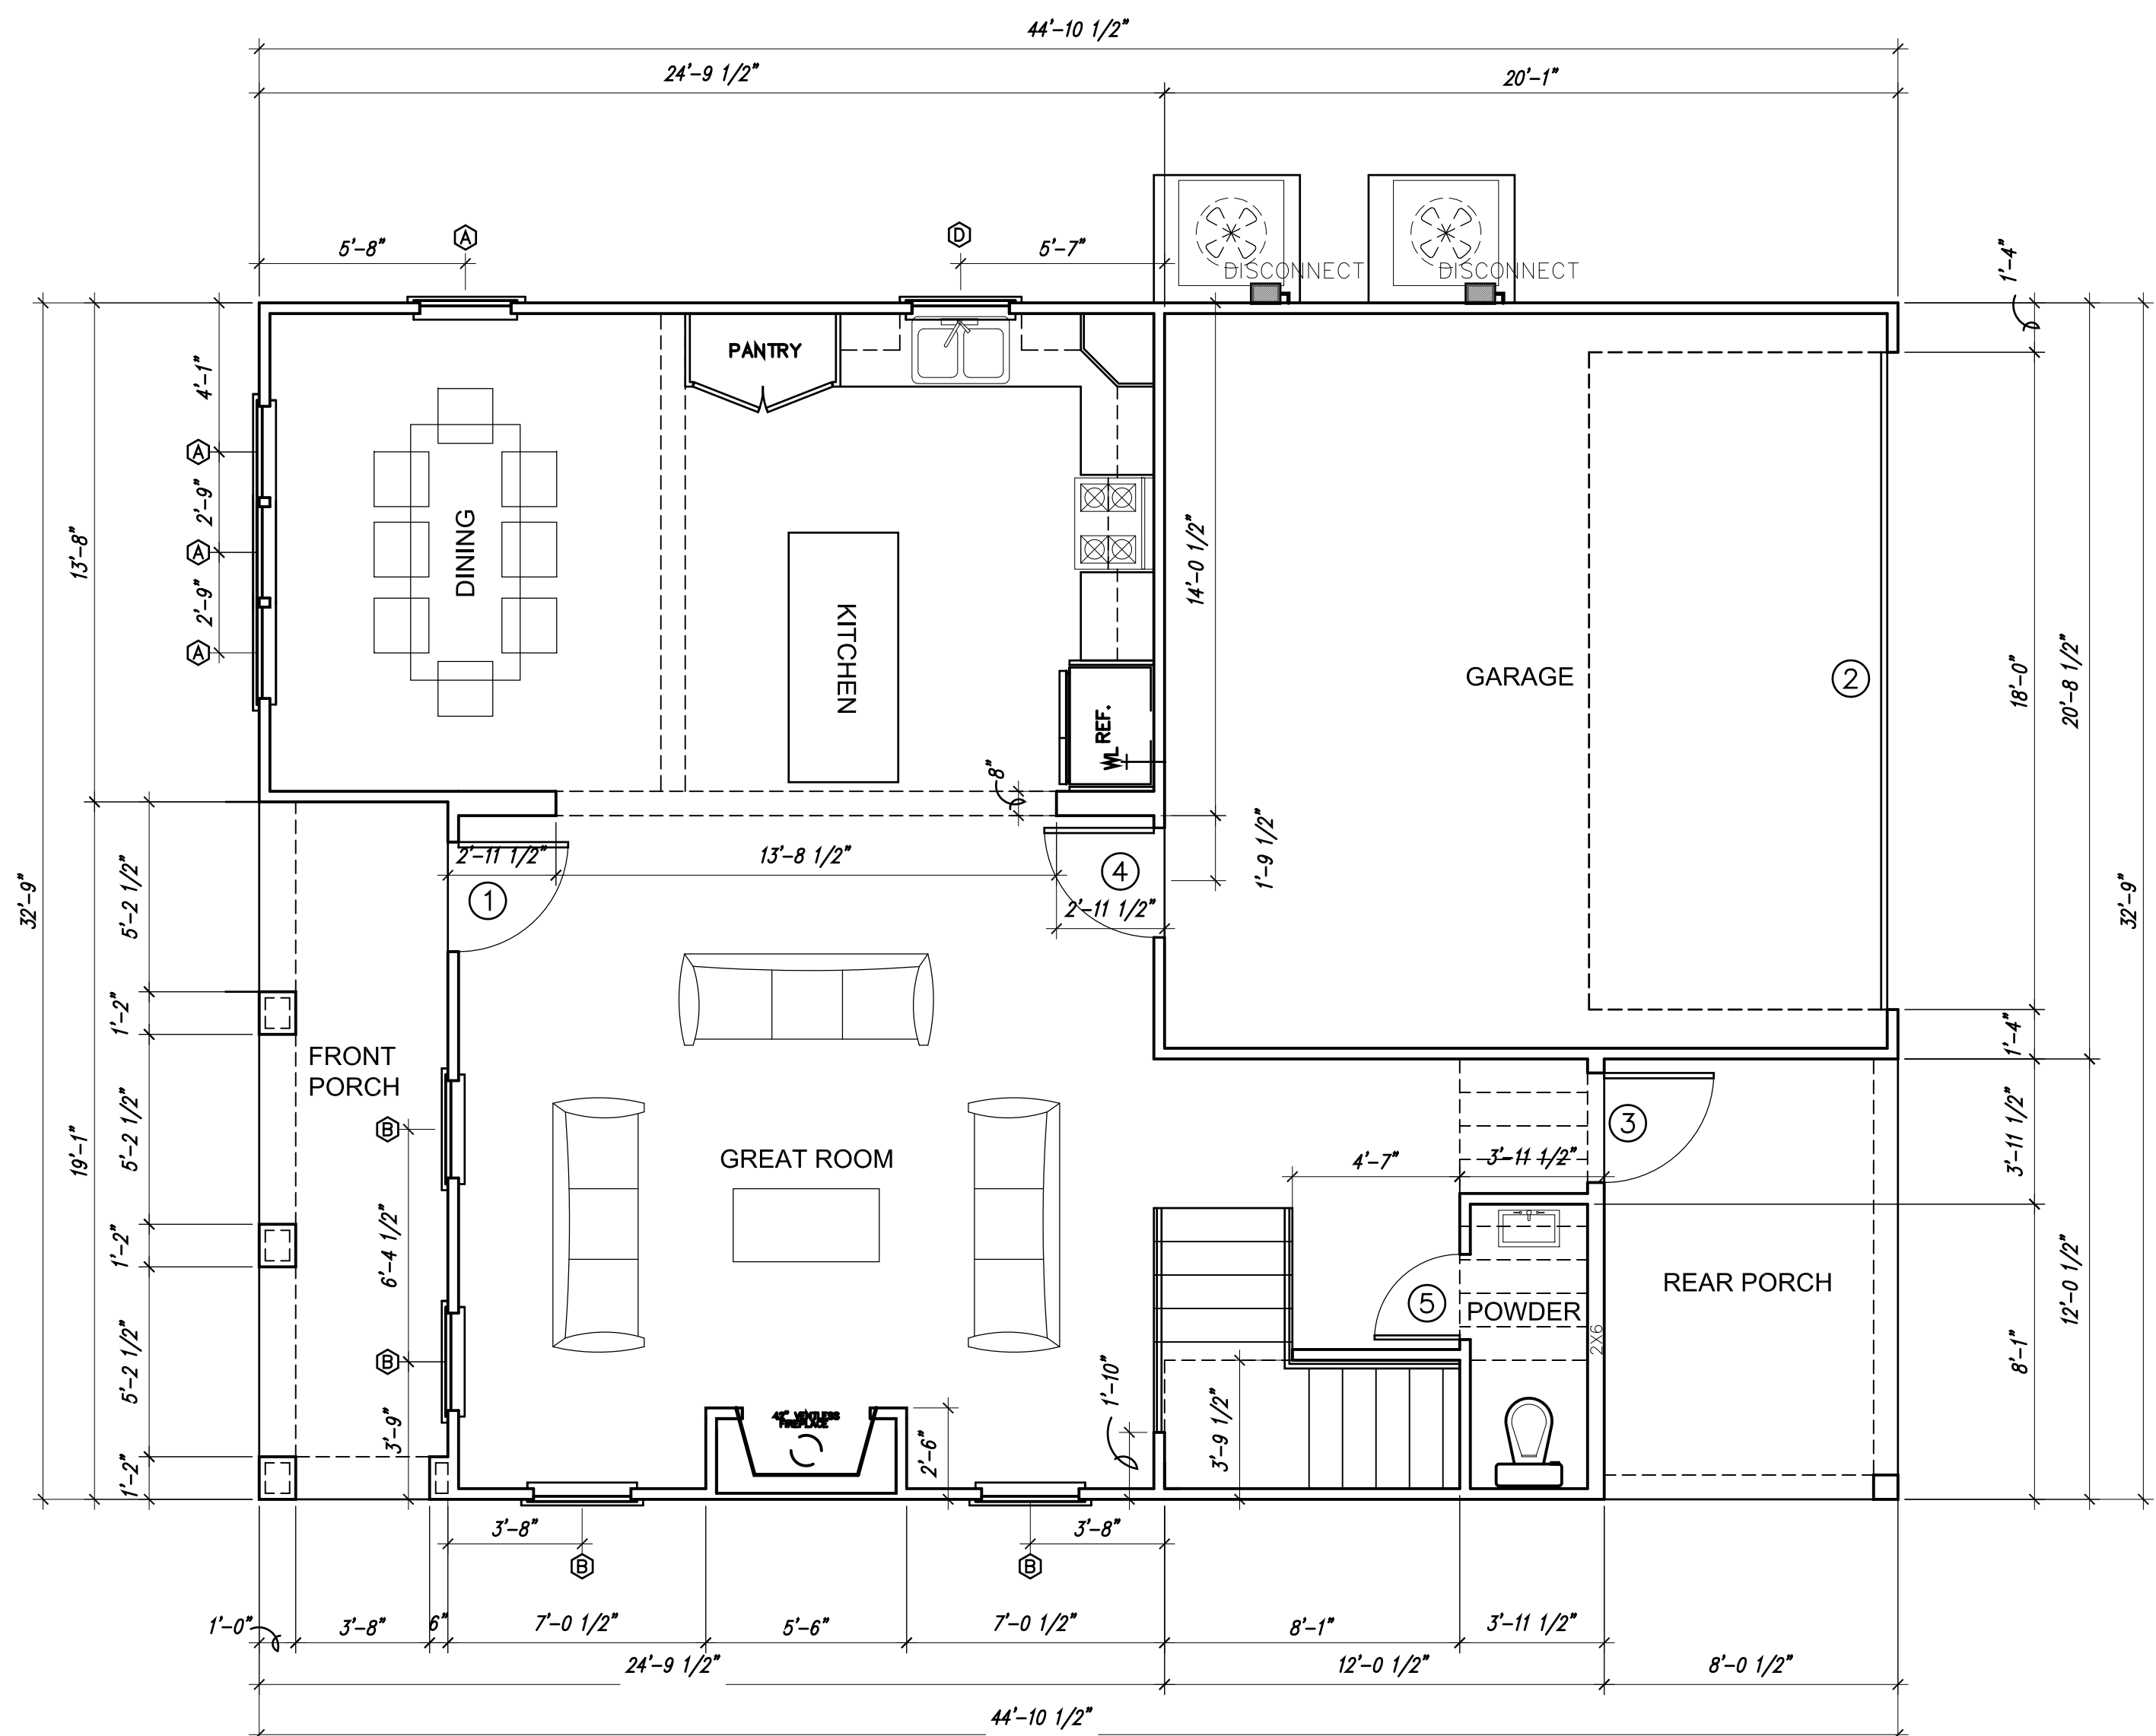 44'-10 1/2"
24'-9 1/2"
20'-1"
5'-8"
A
D
5'-7"
DISCONNECT
DISCONNECT
1'-4"
4'-1"
PANTRY
A
2'-9"
13'-8"
DINING
A
2'-9"
A
KITCHEN
14'-0 1/2"
GARAGE
2
18'-0"
20'-8 1/2"
REF.
WL
8"
32'-9"
32'-9"
5'-2 1/2"
2'-11 1/2"
13'-8 1/2"
4
1'-9 1/2"
1
2'-11 1/2"
1'-2"
FRONT
PORCH
1'-4"
3'-11 1/2"
5'-2 1/2"
B
3
19'-1"
GREAT ROOM
4'-7"
3'-11 1/2"
1'-2"
6'-4 1/2"
REAR PORCH
5
POWDER
2X6
12'-0 1/2"
8'-1"
5'-2 1/2"
B
1'-10"
3'-9"
42" VENTLESS
FIREPLACE
2'-6"
3'-9 1/2"
1'-2"
3'-8"
B
3'-8"
B
1'-0"
3'-8"
6"
7'-0 1/2"
5'-6"
7'-0 1/2"
8'-1"
3'-11 1/2"
24'-9 1/2"
12'-0 1/2"
8'-0 1/2"
44'-10 1/2"